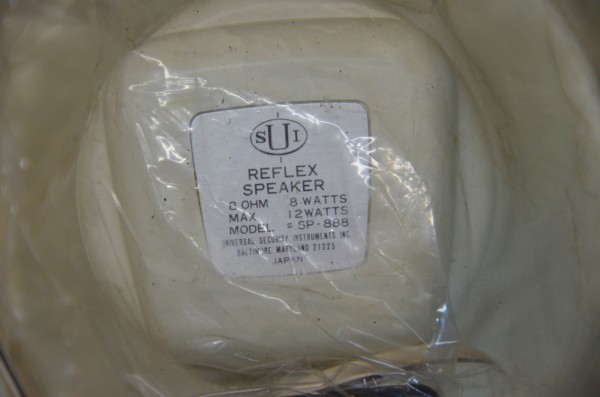 SUI
REFLEX
SPEAKER
8 OHM 8 WATTS
MAX 12 WATTS
MODEL # SP-888
UNIVERSAL SECURITY INSTRUMENTS INC.
BALTIMORE MARYLAND 21225
JAPAN